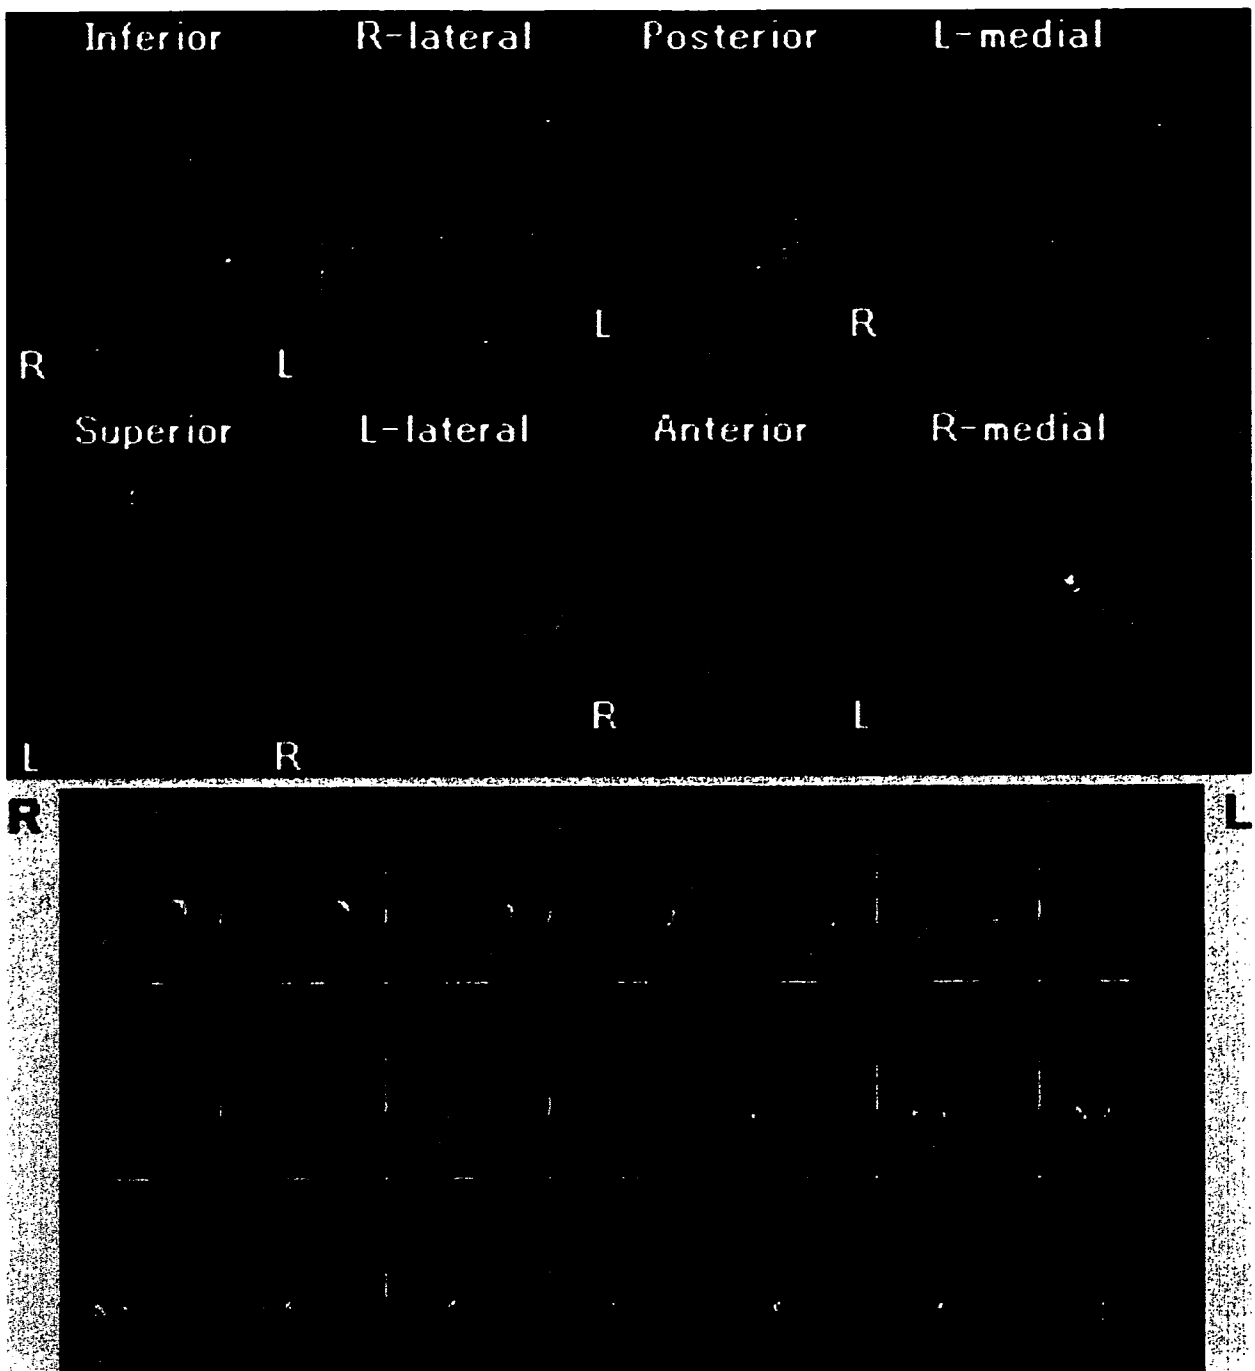 Inferior R-lateral Posterior L-medial
L R
R L
Superior L-lateral Anterior R-medial
R L
L R
R L